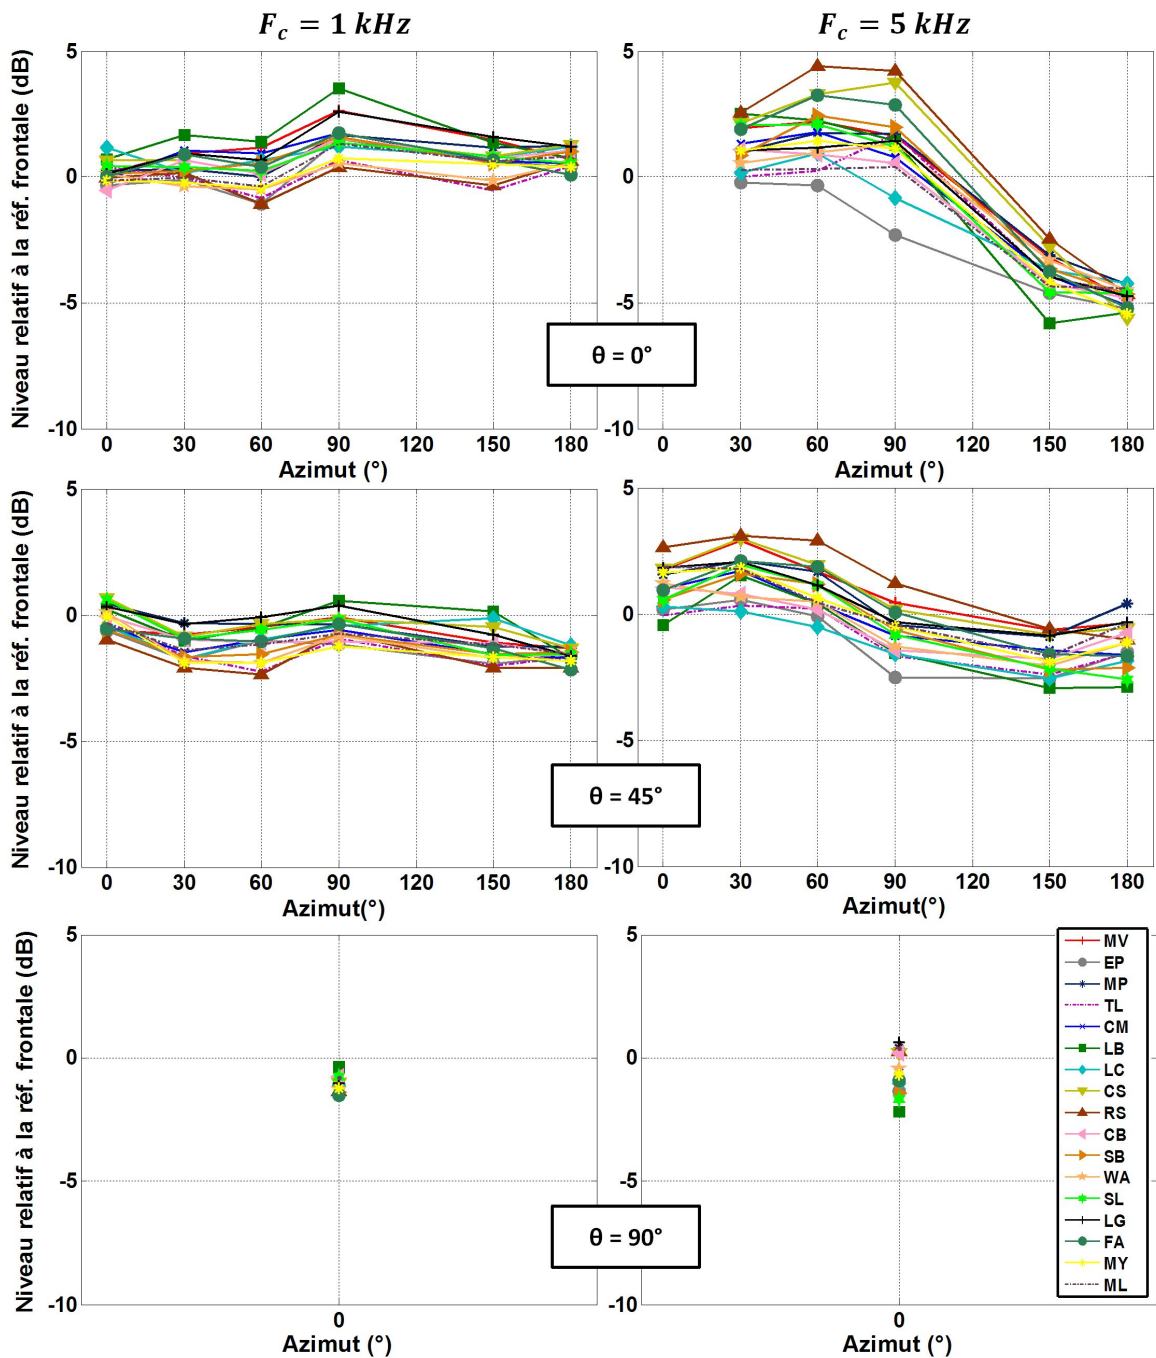 F_c = 1 kHz
F_c = 5 kHz
Niveau relatif à la réf. frontale (dB)
5
0
-5
-10
0 30 60 90 120 150 180
Azimut (°)
5
0
-5
-10
0 30 60 90 120 150 180
Azimut (°)
θ = 0°
Niveau relatif à la réf. frontale (dB)
5
0
-5
-10
0 30 60 90 120 150 180
Azimut(°)
5
0
-5
-10
0 30 60 90 120 150 180
Azimut(°)
θ = 45°
Niveau relatif à la réf. frontale (dB)
5
0
-5
-10
0
Azimut (°)
5
0
-5
-10
0
Azimut (°)
θ = 90°
MV
EP
MP
TL
CM
LB
LC
CS
RS
CB
SB
WA
SL
LG
FA
MY
ML